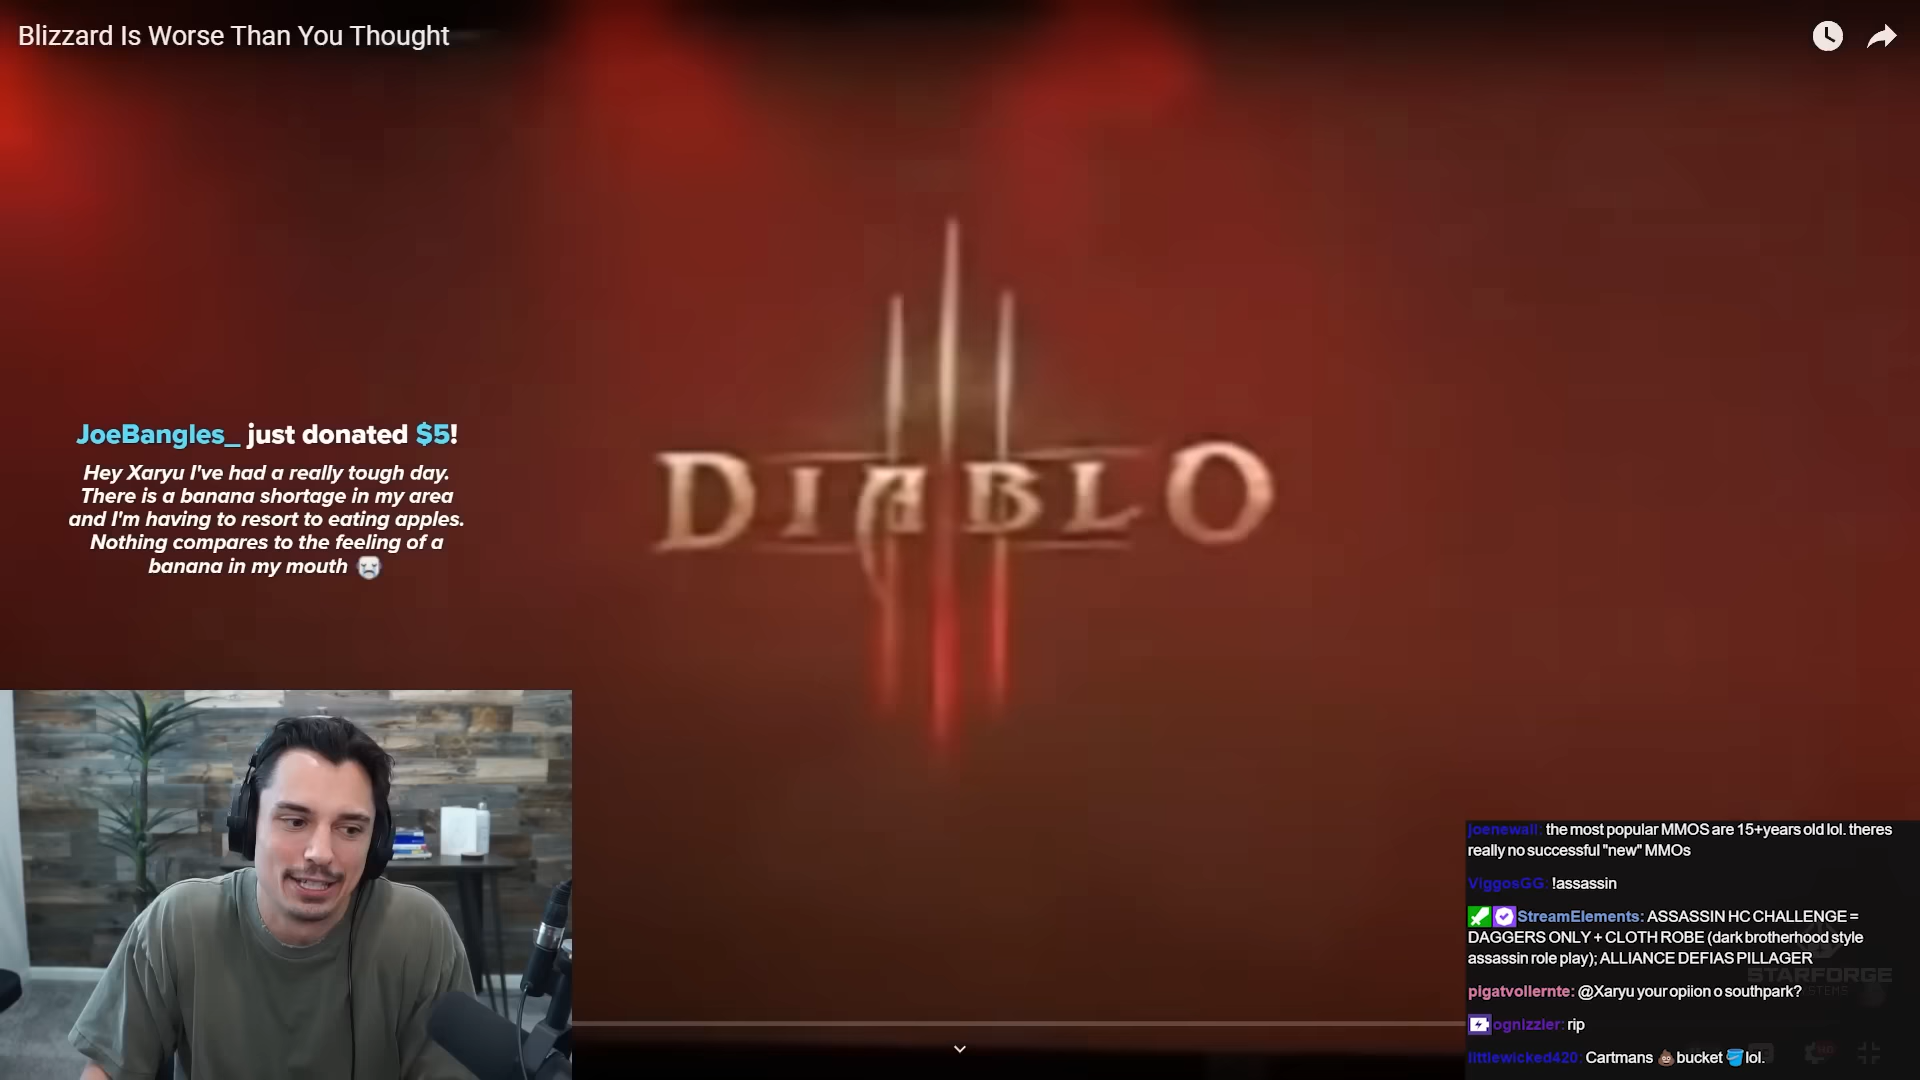 Blizzard Is Worse Than You Thought
DIABLO
JoeBangles_ just donated $5!
Hey Xaryu I've had a really tough day.
There is a banana shortage in my area
and I'm having to resort to eating apples.
Nothing compares to the feeling of a
banana in my mouth
joenewall: the most popular MMOS are 15+years old lol. theres
really no successful "new" MMOs
ViggosGG: !assassin
StreamElements: ASSASSIN HC CHALLENGE =
DAGGERS ONLY + CLOTH ROBE (dark brotherhood style
assassin role play); ALLIANCE DEFIAS PILLAGER
STARFORGE
SYSTEMS
pigatvollernte: @Xaryu your opiion o southpark?
ognizzler: rip
littlewicked420: Cartmans 💩 bucket 🪣 lol.